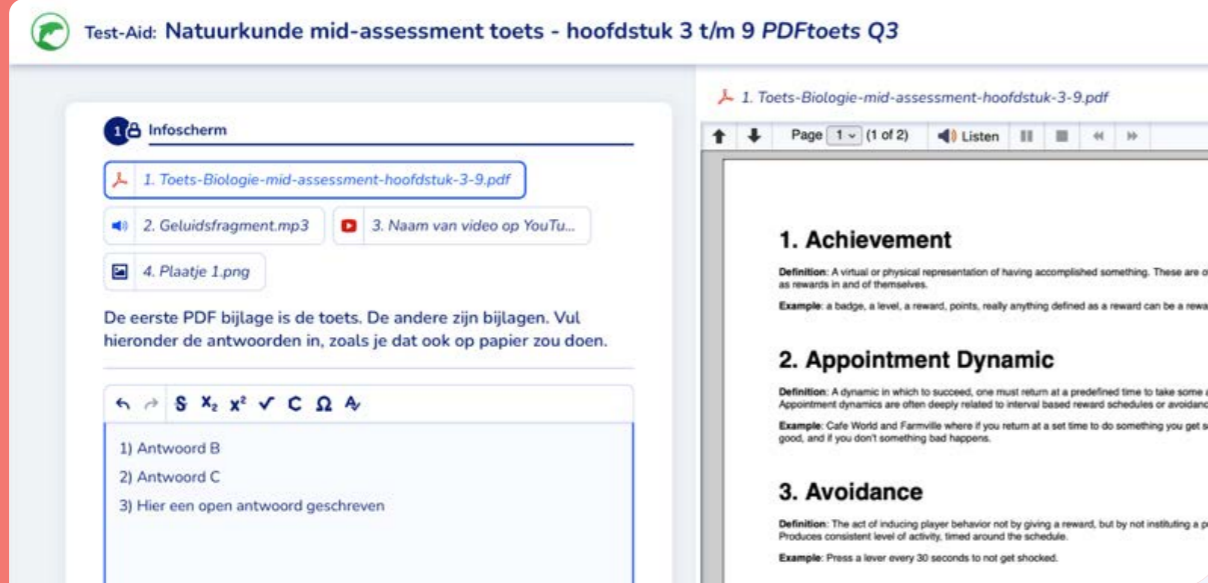 Test-Aid: Natuurkunde mid-assessment toets - hoofdstuk 3 t/m 9 PDFtoets Q3
1 Infoscherm
1. Toets-Biologie-mid-assessment-hoofdstuk-3-9.pdf
2. Geluidsfragment.mp3
3. Naam van video op YouTu...
4. Plaatje 1.png
De eerste PDF bijlage is de toets. De andere zijn bijlagen. Vul
hieronder de antwoorden in, zoals je dat ook op papier zou doen.
S X₂ x² √ C Ω A
1) Antwoord B
2) Antwoord C
3) Hier een open antwoord geschreven
1. Toets-Biologie-mid-assessment-hoofdstuk-3-9.pdf
Page 1 (1 of 2) Listen
1. Achievement
Definition: A virtual or physical representation of having accomplished something. These are o
as rewards in and of themselves.
Example: a badge, a level, a reward, points, really anything defined as a reward can be a rewa
2. Appointment Dynamic
Definition: A dynamic in which to succeed, one must return at a predefined time to take some a
Appointment dynamics are often deeply related to interval based reward schedules or avoidanc
Example: Cafe World and Farmville where if you return at a set time to do something you get s
good, and if you don't something bad happens.
3. Avoidance
Definition: The act of inducing player behavior not by giving a reward, but by not instituting a p
Produces consistent level of activity, timed around the schedule.
Example: Press a lever every 30 seconds to not get shocked.